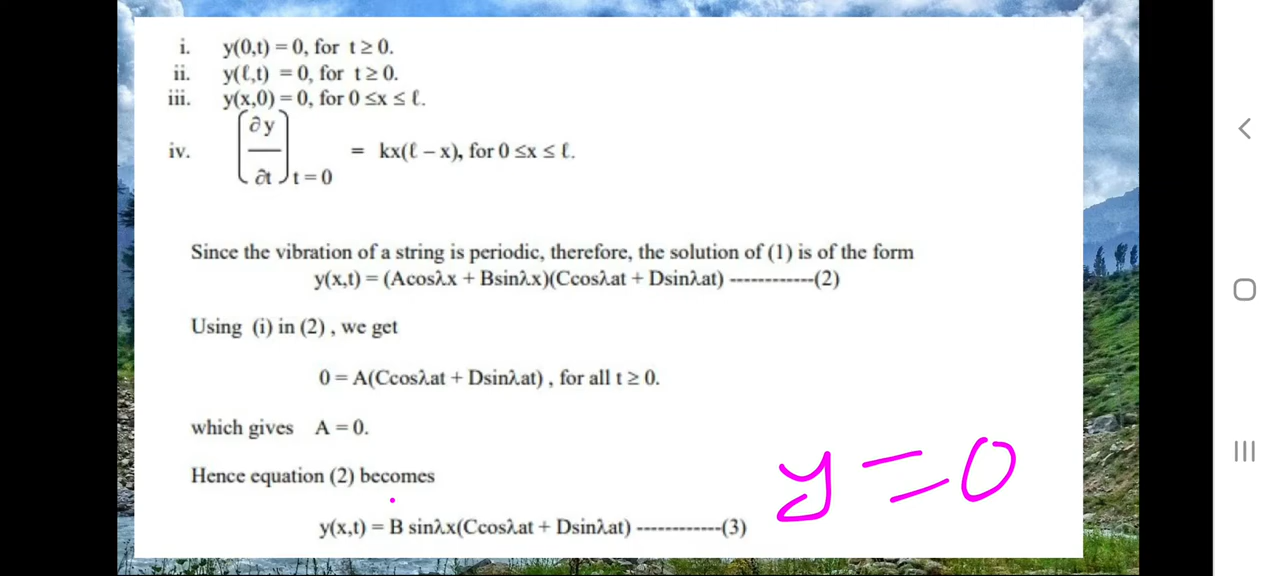 i. y(0,t) = 0, for t ≥ 0.
ii. y(ℓ,t) = 0, for t ≥ 0.
iii. y(x,0) = 0, for 0 ≤x ≤ ℓ.
iv. (∂y/∂t) t = 0 = kx(ℓ – x), for 0 ≤x ≤ ℓ.
Since the vibration of a string is periodic, therefore, the solution of (1) is of the form
y(x,t) = (Acosλx + Bsinλx)(Ccosλat + Dsinλat) ------------(2)
Using (i) in (2) , we get
0 = A(Ccosλat + Dsinλat) , for all t ≥ 0.
which gives A = 0.
Hence equation (2) becomes
y(x,t) = B sinλx(Ccosλat + Dsinλat) ------------(3)
y = 0